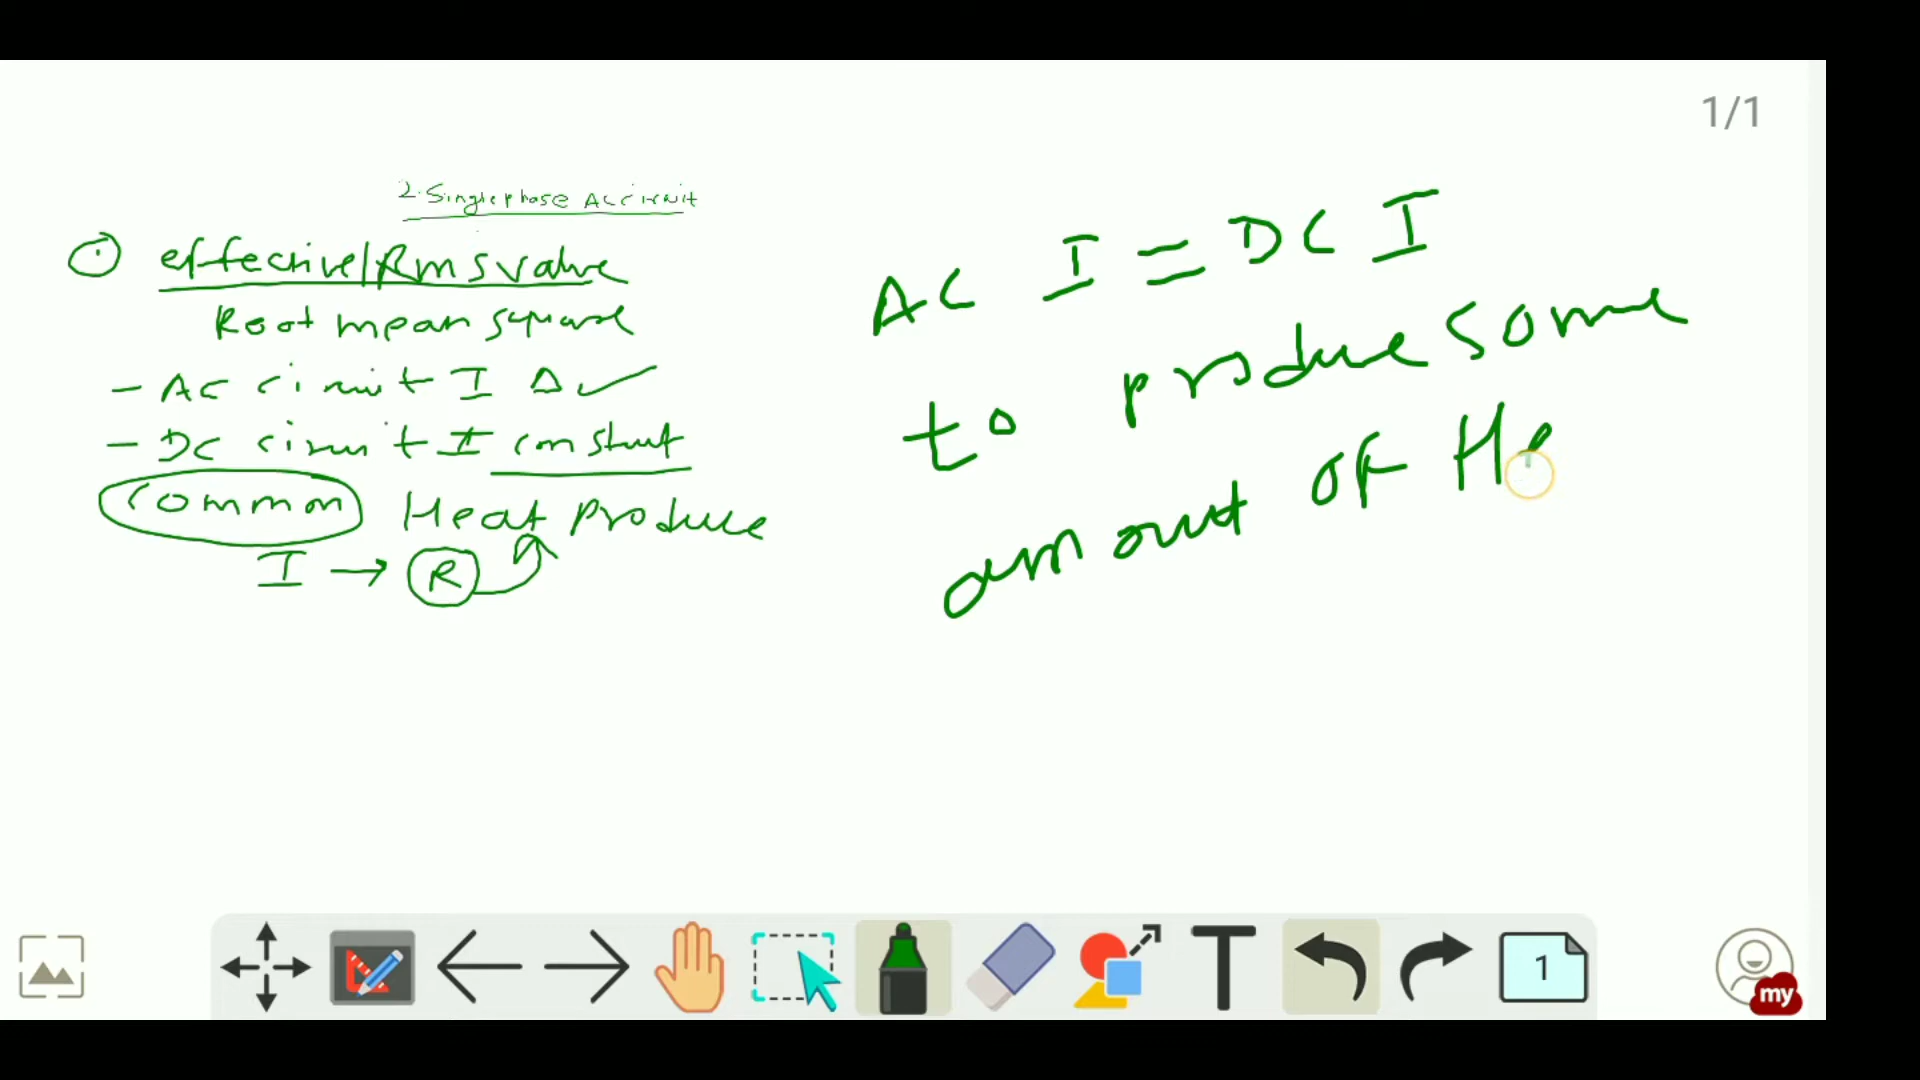 1/1
2. Single phase AC circuit
1 effective/Rms value
Root mean square
- AC circuit I Δ ✓
- DC circuit I constant
common Heat produce
I → R
AC I = DC I
to produce some
amount of He
1
my